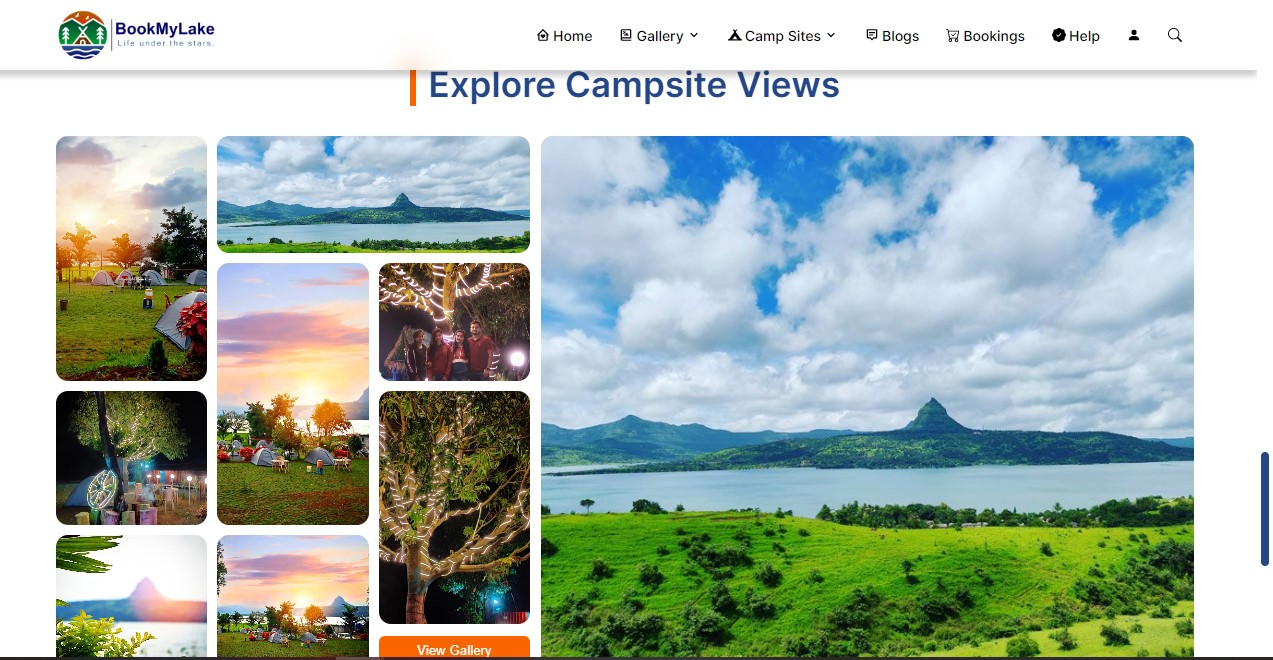 BookMyLake
Life under the stars.
Home
Gallery
Camp Sites
Blogs
Bookings
Help
Explore Campsite Views
View Gallery